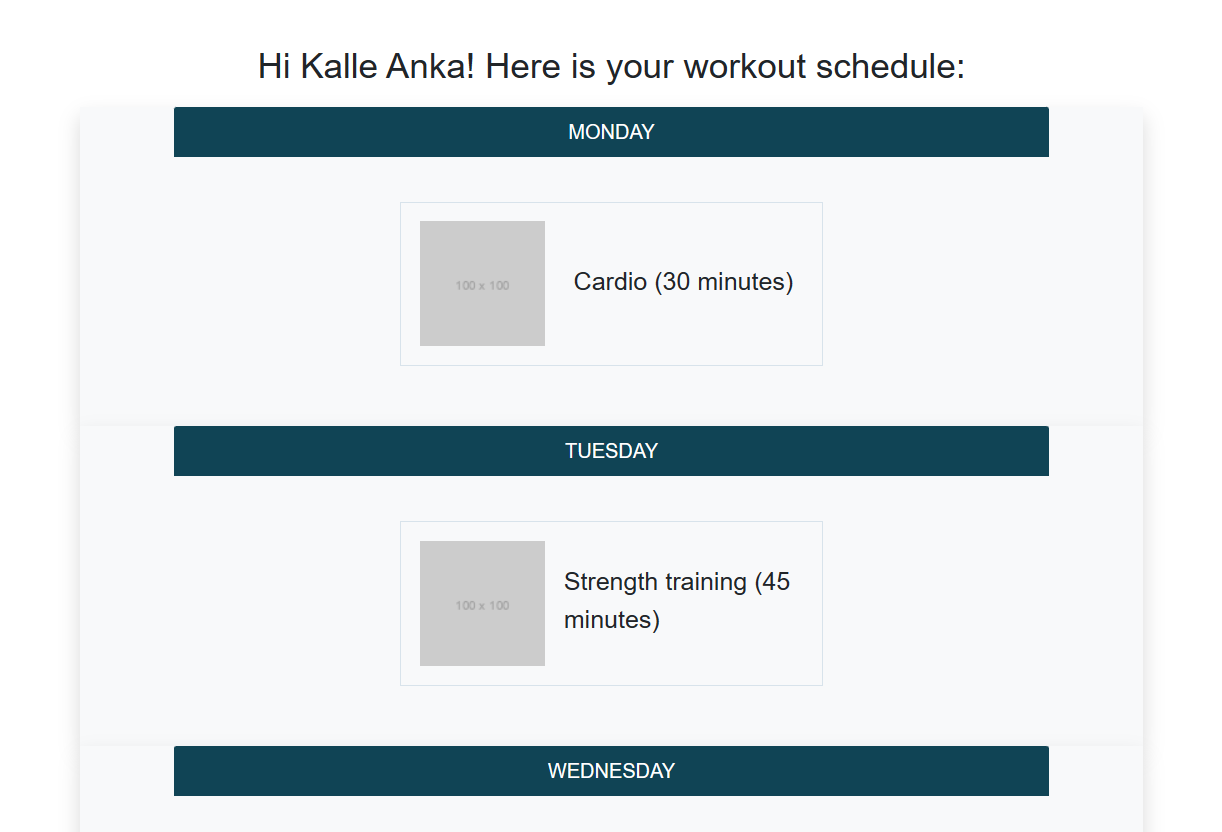 Hi Kalle Anka! Here is your workout schedule:
MONDAY
100 x 100
Cardio (30 minutes)
TUESDAY
100 x 100
Strength training (45
minutes)
WEDNESDAY